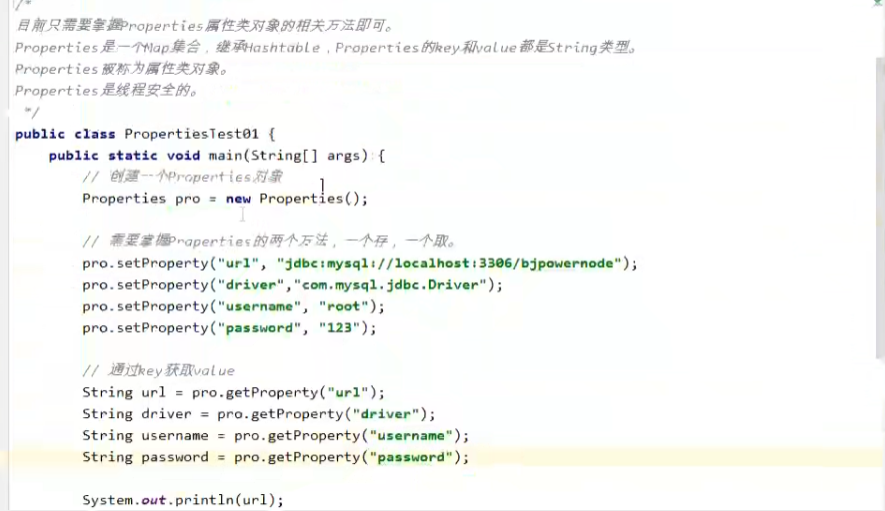 /*
目前只需要掌握Properties属性类对象的相关方法即可。
Properties是一个Map集合，继承Hashtable，Properties的key和value都是String类型。
Properties被称为属性类对象。
Properties是线程安全的。
*/
public class PropertiesTest01 {
public static void main(String[] args) {
// 创建一个Properties对象
Properties pro = new Properties();
// 需要掌握Properties的两个方法，一个存，一个取。
pro.setProperty("url", "jdbc:mysql://localhost:3306/bjpowernode");
pro.setProperty("driver","com.mysql.jdbc.Driver");
pro.setProperty("username", "root");
pro.setProperty("password", "123");
// 通过key获取value
String url = pro.getProperty("url");
String driver = pro.getProperty("driver");
String username = pro.getProperty("username");
String password = pro.getProperty("password");
System.out.println(url);